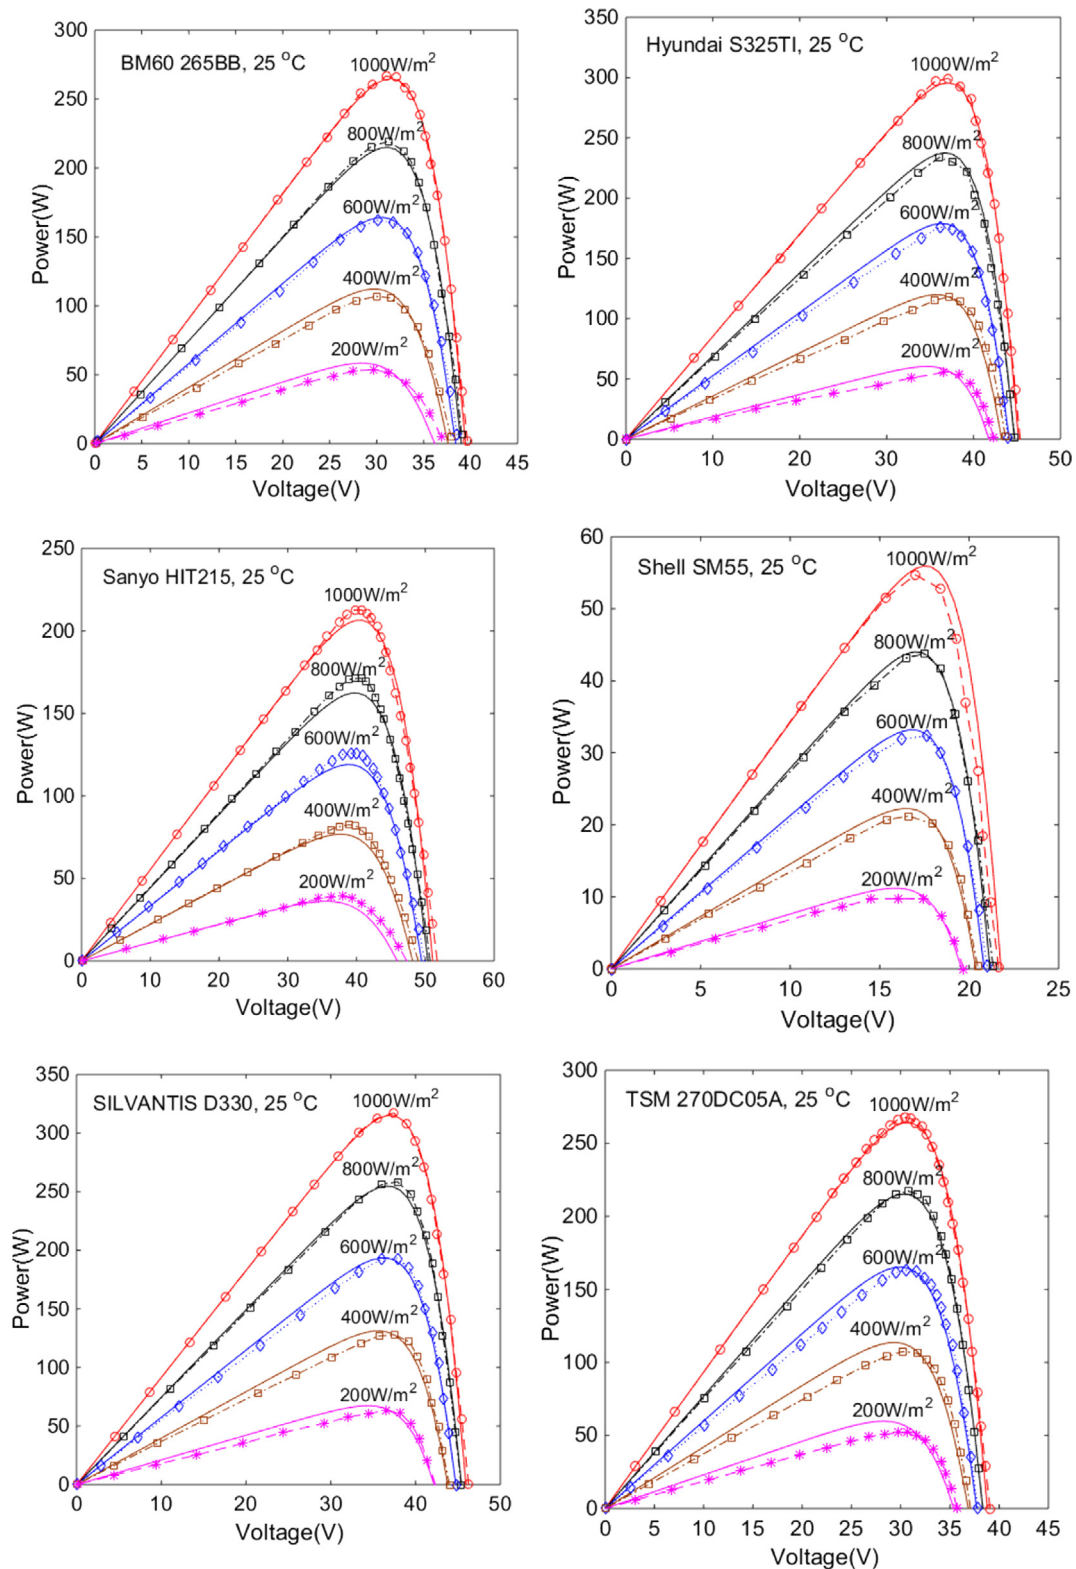 BM60 265BB, 25 °C
1000W/m²
800W/m²
600W/m²
400W/m²
200W/m²
Power(W)
300
250
200
150
100
50
0
0 5 10 15 20 25 30 35 40 45
Voltage(V)
Hyundai S325TI, 25 °C
1000W/m²
800W/m²
600W/m²
400W/m²
200W/m²
Power(W)
350
300
250
200
150
100
50
0
0 10 20 30 40 50
Voltage(V)
Sanyo HIT215, 25 °C
1000W/m²
800W/m²
600W/m²
400W/m²
200W/m²
Power(W)
250
200
150
100
50
0
0 10 20 30 40 50 60
Voltage(V)
Shell SM55, 25 °C
1000W/m²
800W/m²
600W/m²
400W/m²
200W/m²
Power(W)
60
50
40
30
20
10
0
0 5 10 15 20 25
Voltage(V)
SILVANTIS D330, 25 °C
1000W/m²
800W/m²
600W/m²
400W/m²
200W/m²
Power(W)
350
300
250
200
150
100
50
0
0 10 20 30 40 50
Voltage(V)
TSM 270DC05A, 25 °C
1000W/m²
800W/m²
600W/m²
400W/m²
200W/m²
Power(W)
300
250
200
150
100
50
0
0 5 10 15 20 25 30 35 40 45
Voltage(V)